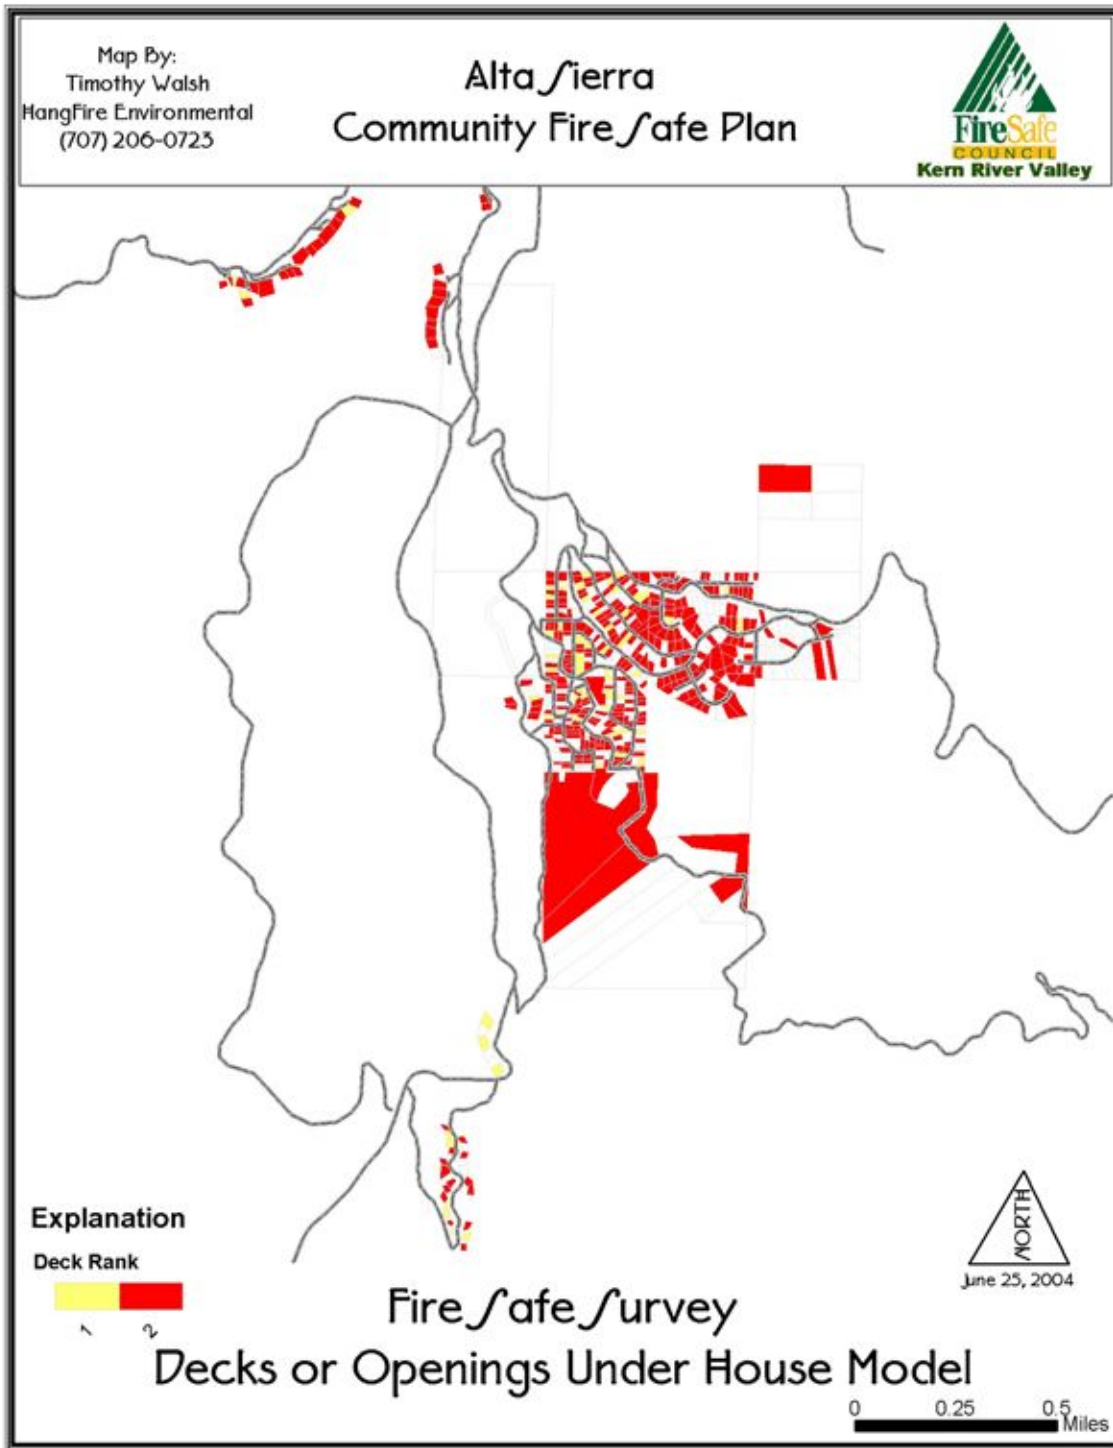 Map By:
Timothy Walsh
HangFire Environmental
(707) 206-0723
Alta Sierra
Community Fire Safe Plan
FireSafe
COUNCIL
Kern River Valley
Explanation
Deck Rank
1 2
NORTH
June 25, 2004
Fire Safe Survey
Decks or Openings Under House Model
0 0.25 0.5
Miles